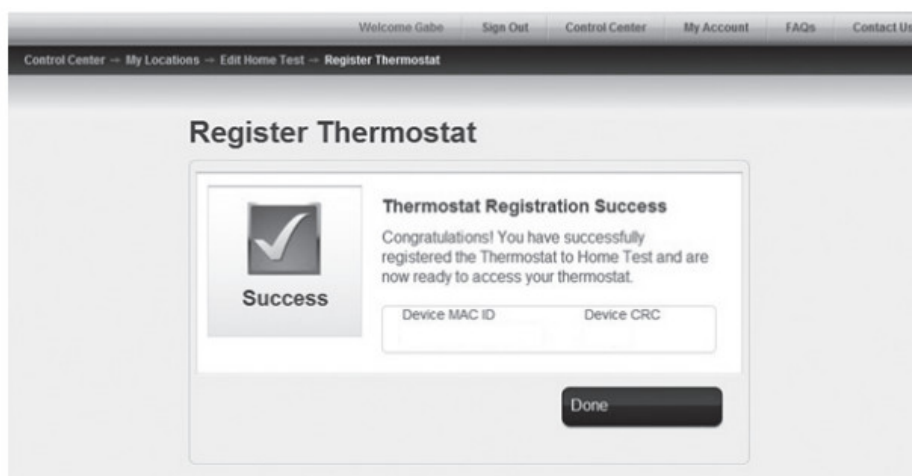 Welcome Gabe Sign Out Control Center My Account FAQs Contact Us
Control Center → My Locations → Edit Home Test → Register Thermostat
Register Thermostat
Thermostat Registration Success
Congratulations! You have successfully
registered the Thermostat to Home Test and are
now ready to access your thermostat.
Success
Device MAC ID Device CRC
Done